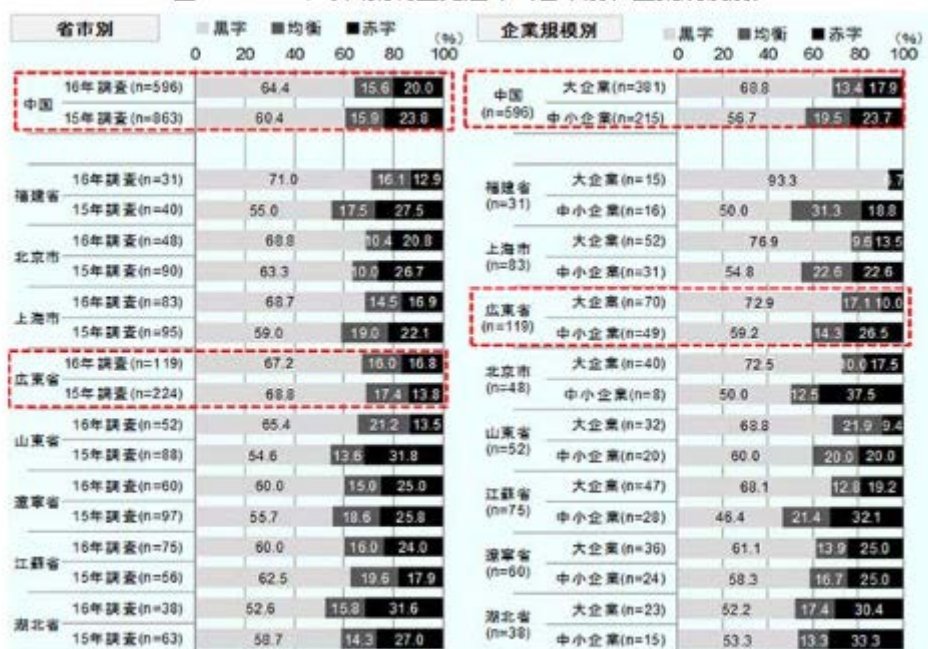 省市別 黒字 均衡 赤字 (%)
0 20 40 60 80 100
中国
16年調査(n=596) 64.4 15.6 20.0
15年調査(n=863) 60.4 15.9 23.8
福建省
16年調査(n=31) 71.0 16.1 12.9
15年調査(n=40) 55.0 17.5 27.5
北京市
16年調査(n=48) 68.8 10.4 20.8
15年調査(n=90) 63.3 10.0 26.7
上海市
16年調査(n=83) 68.7 14.5 16.9
15年調査(n=95) 59.0 19.0 22.1
広東省
16年調査(n=119) 67.2 16.0 16.8
15年調査(n=224) 68.8 17.4 13.8
山東省
16年調査(n=52) 65.4 21.2 13.5
15年調査(n=88) 54.6 13.6 31.8
遼寧省
16年調査(n=60) 60.0 15.0 25.0
15年調査(n=97) 55.7 18.6 25.8
江蘇省
16年調査(n=75) 60.0 16.0 24.0
15年調査(n=56) 62.5 19.6 17.9
湖北省
16年調査(n=38) 52.6 15.8 31.6
15年調査(n=63) 58.7 14.3 27.0
企業規模別 黒字 均衡 赤字 (%)
0 20 40 60 80 100
中国
(n=596)
大企業(n=381) 68.8 13.4 17.9
中小企業(n=215) 56.7 19.5 23.7
福建省
(n=31)
大企業(n=15) 93.3
中小企業(n=16) 50.0 31.3 18.8
上海市
(n=83)
大企業(n=52) 76.9 9.6 13.5
中小企業(n=31) 54.8 22.6 22.6
広東省
(n=119)
大企業(n=70) 72.9 17.1 10.0
中小企業(n=49) 59.2 14.3 26.5
北京市
(n=48)
大企業(n=40) 72.5 10.0 17.5
中小企業(n=8) 50.0 12.5 37.5
山東省
(n=52)
大企業(n=32) 68.8 21.9 9.4
中小企業(n=20) 60.0 20.0 20.0
江蘇省
(n=75)
大企業(n=47) 68.1 12.8 19.2
中小企業(n=28) 46.4 21.4 32.1
遼寧省
(n=60)
大企業(n=36) 61.1 13.9 25.0
中小企業(n=24) 58.3 16.7 25.0
湖北省
(n=38)
大企業(n=23) 52.2 17.4 30.4
中小企業(n=15) 53.3 13.3 33.3